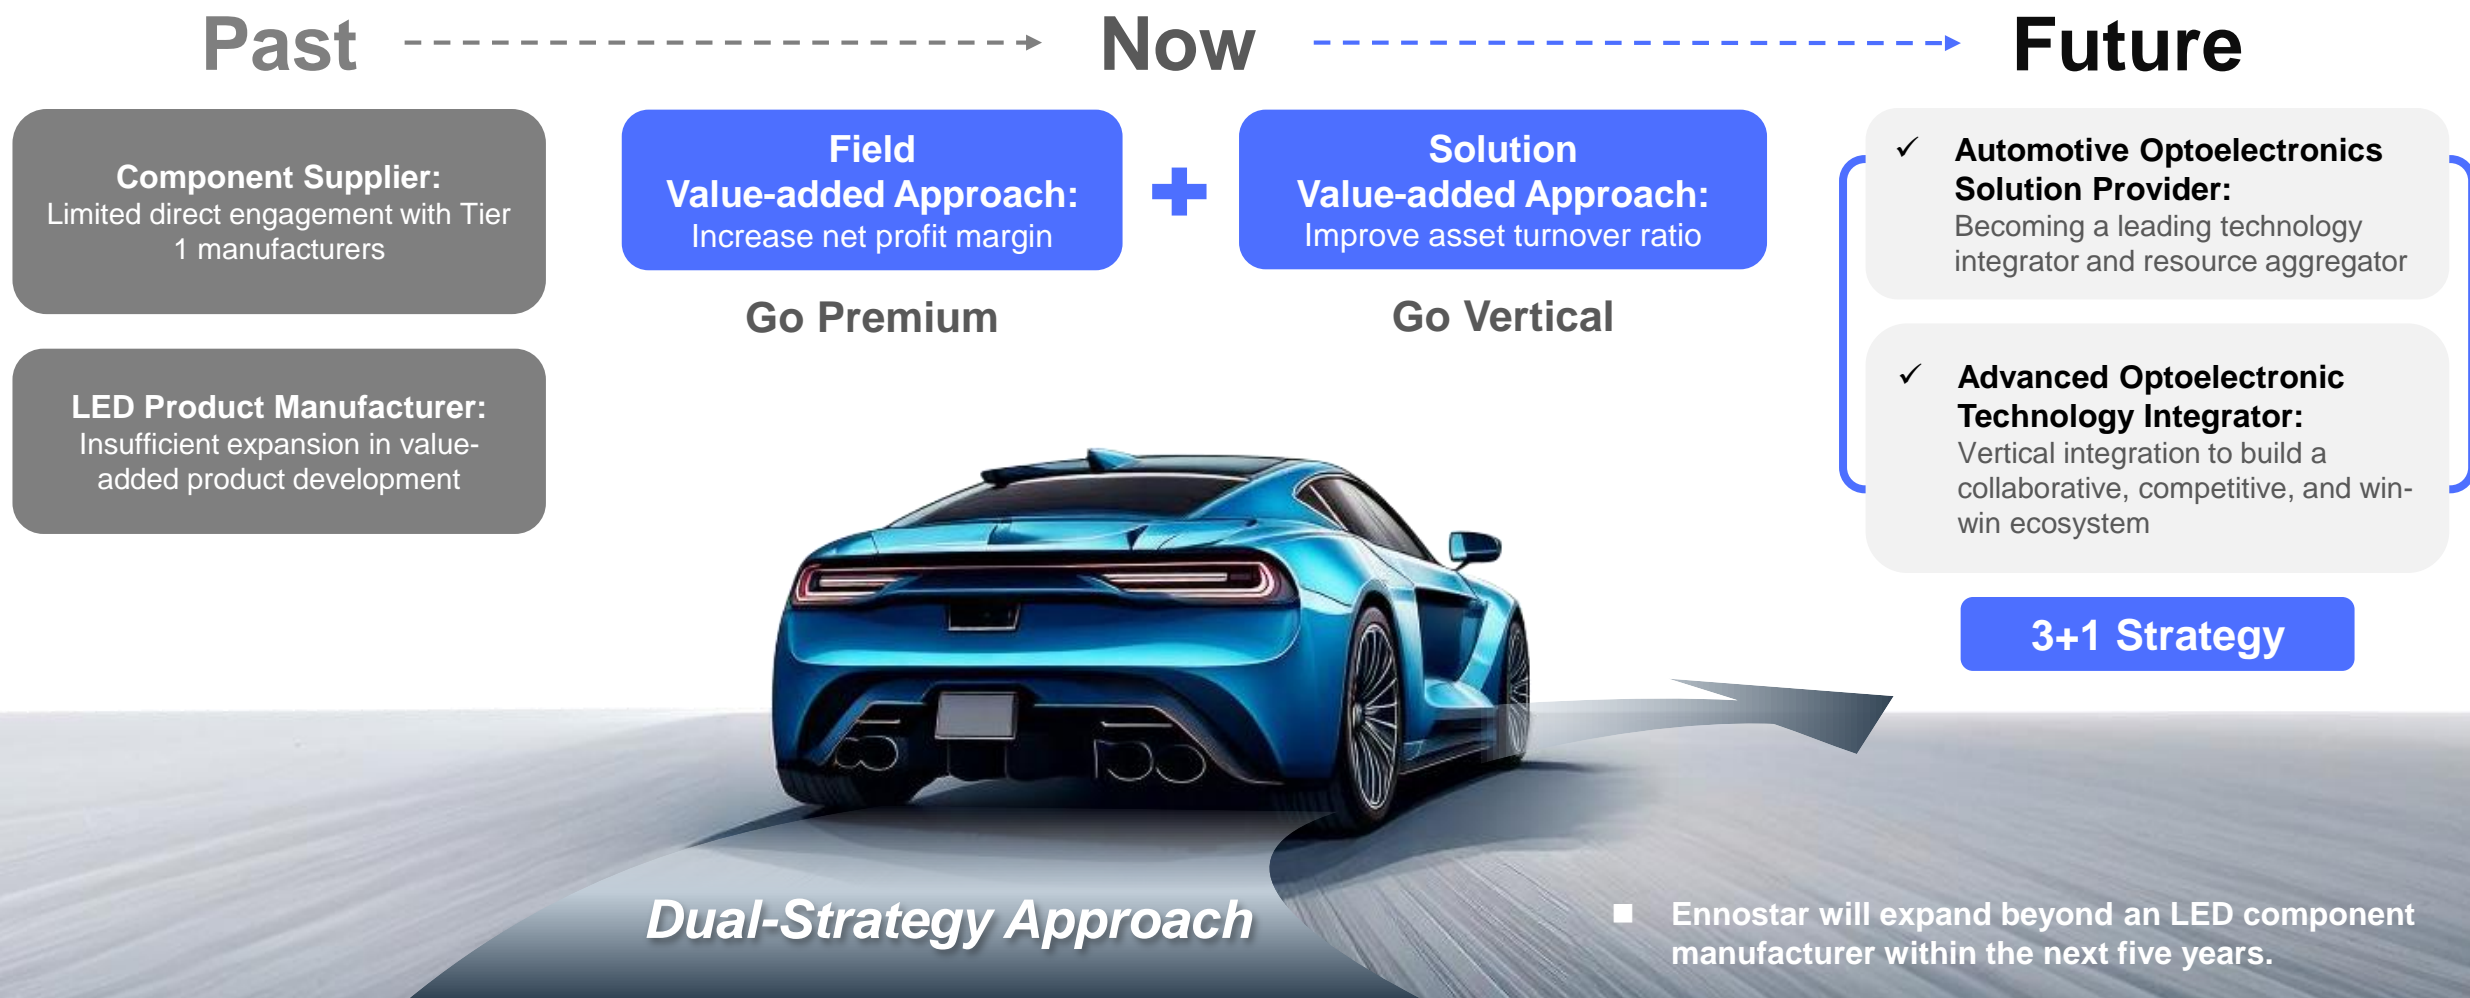 Past
Now
Future
Component Supplier:
Limited direct engagement with Tier
1 manufacturers
LED Product Manufacturer:
Insufficient expansion in value-
added product development
Field
Value-added Approach:
Increase net profit margin
Go Premium
Solution
Value-added Approach:
Improve asset turnover ratio
Go Vertical
✓ Automotive Optoelectronics
Solution Provider:
Becoming a leading technology
integrator and resource aggregator
✓ Advanced Optoelectronic
Technology Integrator:
Vertical integration to build a
collaborative, competitive, and win-
win ecosystem
3+1 Strategy
Dual-Strategy Approach
■ Ennostar will expand beyond an LED component
manufacturer within the next five years.